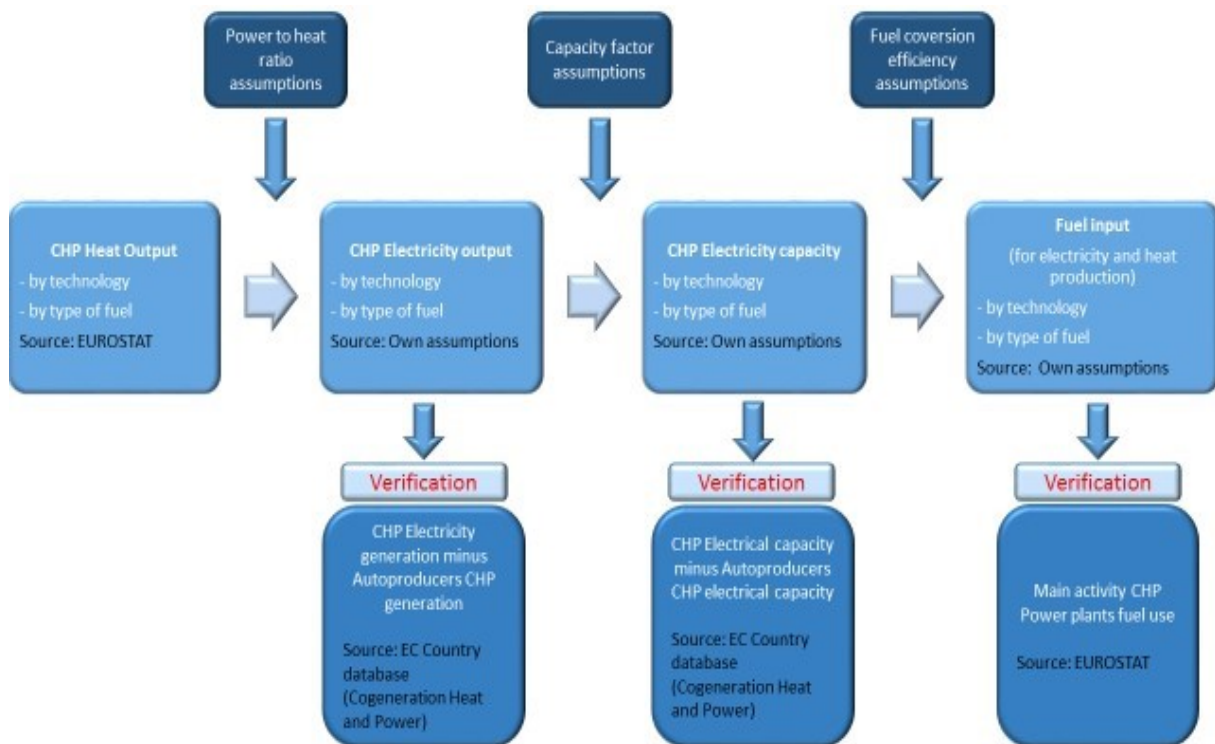 Power to heat
ratio
assumptions
Capacity factor
assumptions
Fuel coversion
efficiency
assumptions
CHP Heat Output
- by technology
- by type of fuel
Source: EUROSTAT
CHP Electricity output
- by technology
- by type of fuel
Source: Own assumptions
CHP Electricity capacity
- by technology
- by type of fuel
Source: Own assumptions
Fuel input
(for electricity and heat
production)
- by technology
- by type of fuel
Source: Own assumptions
Verification
CHP Electricity
generation minus
Autoproducers CHP
generation
Source: EC Country
database
(Cogeneration Heat
and Power)
Verification
CHP Electrical capacity
minus Autoproducers
CHP electrical capacity
Source: EC Country
database
(Cogeneration Heat
and Power)
Verification
Main activity CHP
Power plants fuel use
Source: EUROSTAT